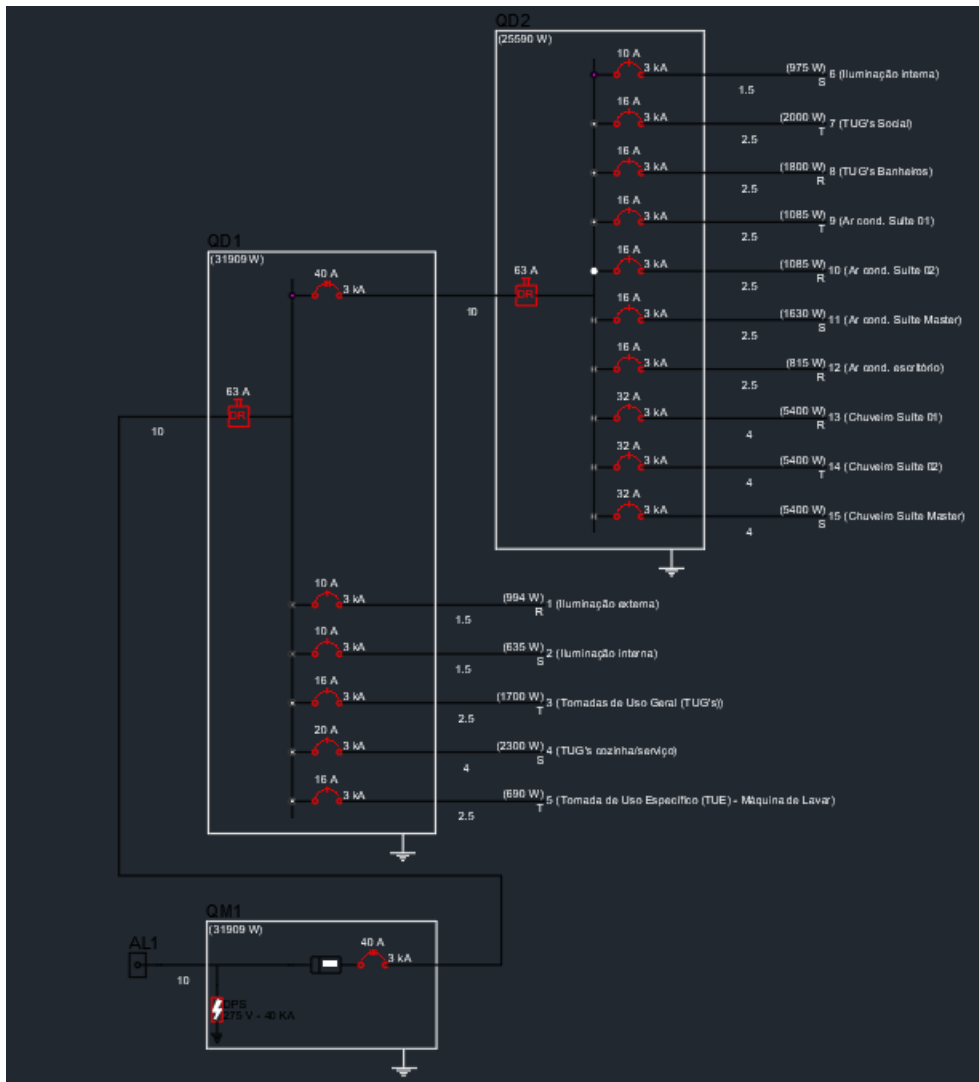 QD2
(25590 W)
10 A
3 kA
1.5
(975 W)
S
6 (Iluminação interna)
16 A
3 kA
2.5
(2000 W)
T
7 (TUG's Social)
16 A
3 kA
2.5
(1800 W)
R
8 (TUG's Banheiros)
16 A
3 kA
2.5
(1085 W)
T
9 (Ar cond. Suíte 01)
16 A
3 kA
2.5
(1085 W)
R
10 (Ar cond. Suíte 02)
16 A
3 kA
2.5
(1630 W)
S
11 (Ar cond. Suíte Master)
16 A
3 kA
2.5
(815 W)
R
12 (Ar cond. escritório)
32 A
3 kA
4
(5400 W)
R
13 (Chuveiro Suíte 01)
32 A
3 kA
4
(5400 W)
T
14 (Chuveiro Suíte 02)
32 A
3 kA
4
(5400 W)
S
15 (Chuveiro Suíte Master)
63 A
DR
QD1
(31909 W)
40 A
3 kA
10
63 A
DR
10
10 A
3 kA
1.5
(994 W)
R
1 (Iluminação externa)
10 A
3 kA
1.5
(635 W)
S
2 (Iluminação interna)
16 A
3 kA
2.5
(1700 W)
T
3 (Tomadas de Uso Geral (TUG's))
20 A
3 kA
4
(2300 W)
S
4 (TUG's cozinha/serviço)
16 A
3 kA
2.5
(690 W)
T
5 (Tomada de Uso Específico (TUE) - Máquina de Lavar)
QM1
(31909 W)
AL1
10
40 A
3 kA
DPS
275 V - 40 KA